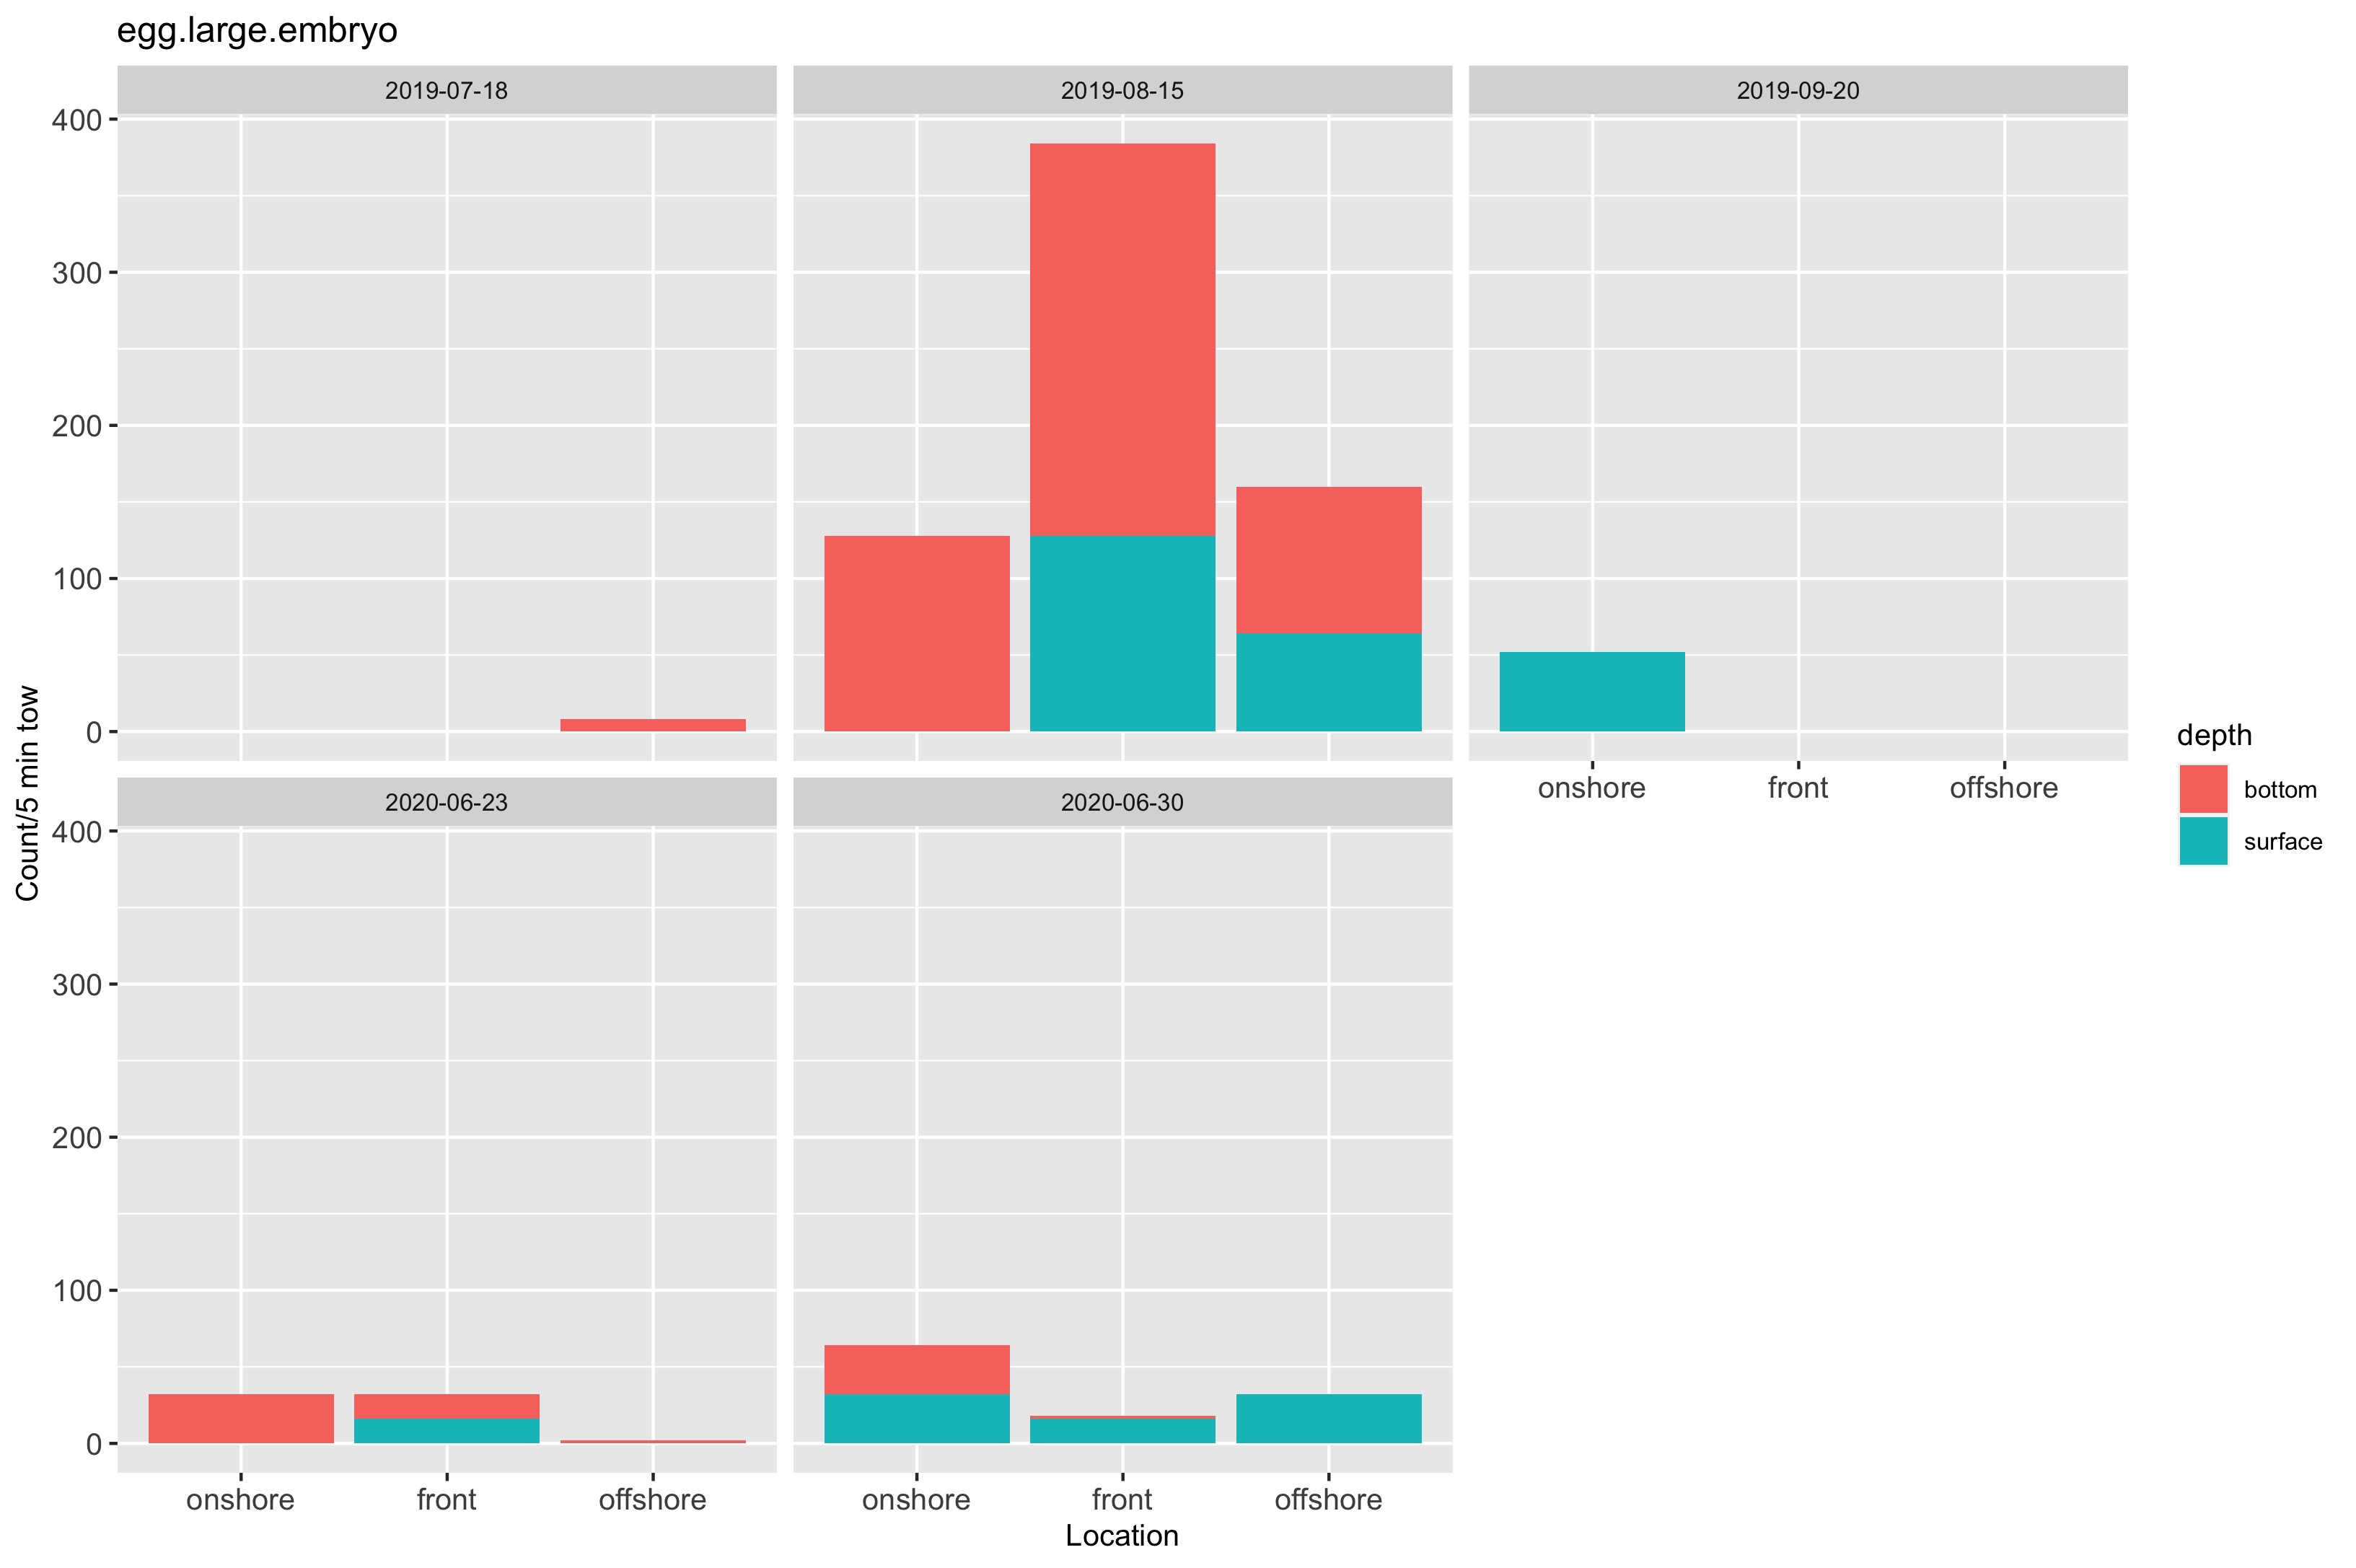 egg.large.embryo
2019-07-18
2019-08-15
2019-09-20
400
300
200
100
0
onshore
front
offshore
Count/5 min tow
2020-06-23
2020-06-30
400
300
200
100
0
onshore
front
offshore
onshore
front
offshore
Location
depth
bottom
surface